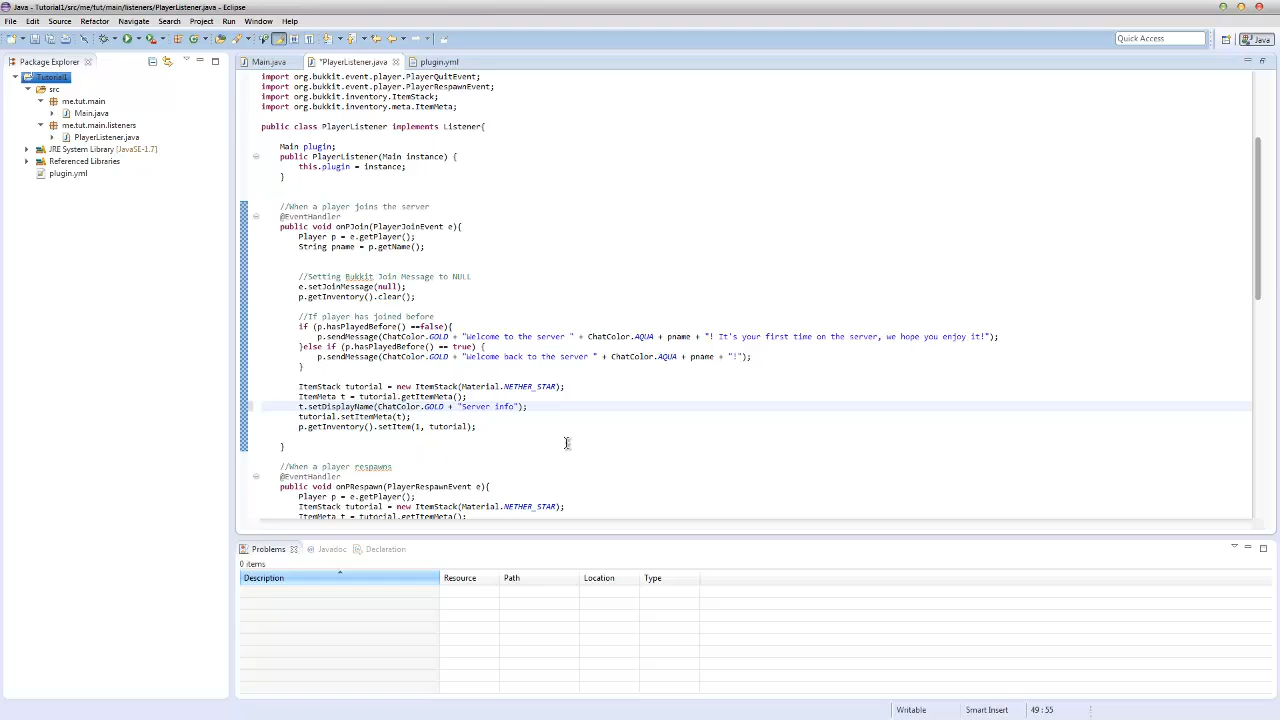 Java - Tutorial1/src/me/tut/main/listeners/PlayerListener.java - Eclipse
File Edit Source Refactor Navigate Search Project Run Window Help
Quick Access
Java
Package Explorer
Main.java
*PlayerListener.java
plugin.yml
Tutorial1
src
me.tut.main
Main.java
me.tut.main.listeners
PlayerListener.java
JRE System Library [JavaSE-1.7]
Referenced Libraries
plugin.yml
import org.bukkit.event.player.PlayerQuitEvent;
import org.bukkit.event.player.PlayerRespawnEvent;
import org.bukkit.inventory.ItemStack;
import org.bukkit.inventory.meta.ItemMeta;
public class PlayerListener implements Listener{
Main plugin;
public PlayerListener(Main instance) {
this.plugin = instance;
}
//When a player joins the server
@EventHandler
public void onPJoin(PlayerJoinEvent e){
Player p = e.getPlayer();
String pname = p.getName();
//Setting Bukkit Join Message to NULL
e.setJoinMessage(null);
p.getInventory().clear();
//If player has joined before
if (p.hasPlayedBefore() ==false){
p.sendMessage(ChatColor.GOLD + "Welcome to the server " + ChatColor.AQUA + pname + "! It's your first time on the server, we hope you enjoy it!");
}else if (p.hasPlayedBefore() == true) {
p.sendMessage(ChatColor.GOLD + "Welcome back to the server " + ChatColor.AQUA + pname + "!");
}
ItemStack tutorial = new ItemStack(Material.NETHER_STAR);
ItemMeta t = tutorial.getItemMeta();
t.setDisplayName(ChatColor.GOLD + "Server info");
tutorial.setItemMeta(t);
p.getInventory().setItem(1, tutorial);
}
//When a player respawns
@EventHandler
public void onPRespawn(PlayerRespawnEvent e){
Player p = e.getPlayer();
ItemStack tutorial = new ItemStack(Material.NETHER_STAR);
ItemMeta t = tutorial.getItemMeta();
Problems Javadoc Declaration
0 items
Description Resource Path Location Type
Writable Smart Insert 49 : 55